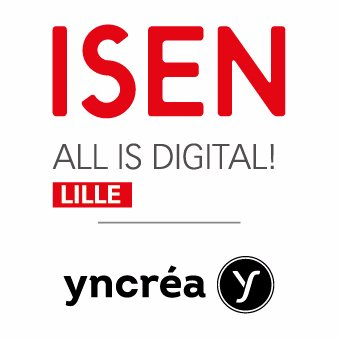 ISEN
ALL IS DIGITAL!
LILLE
yncréa y